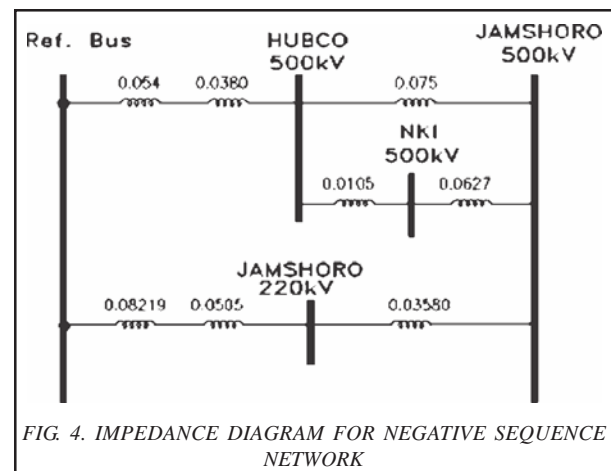 Ref. Bus
HUBCO
500kV
JAMSHORO
500kV
0.054
0.0380
0.075
NKI
500kV
0.0105
0.0627
JAMSHORO
220kV
0.08219
0.0505
0.03580
FIG. 4. IMPEDANCE DIAGRAM FOR NEGATIVE SEQUENCE
NETWORK